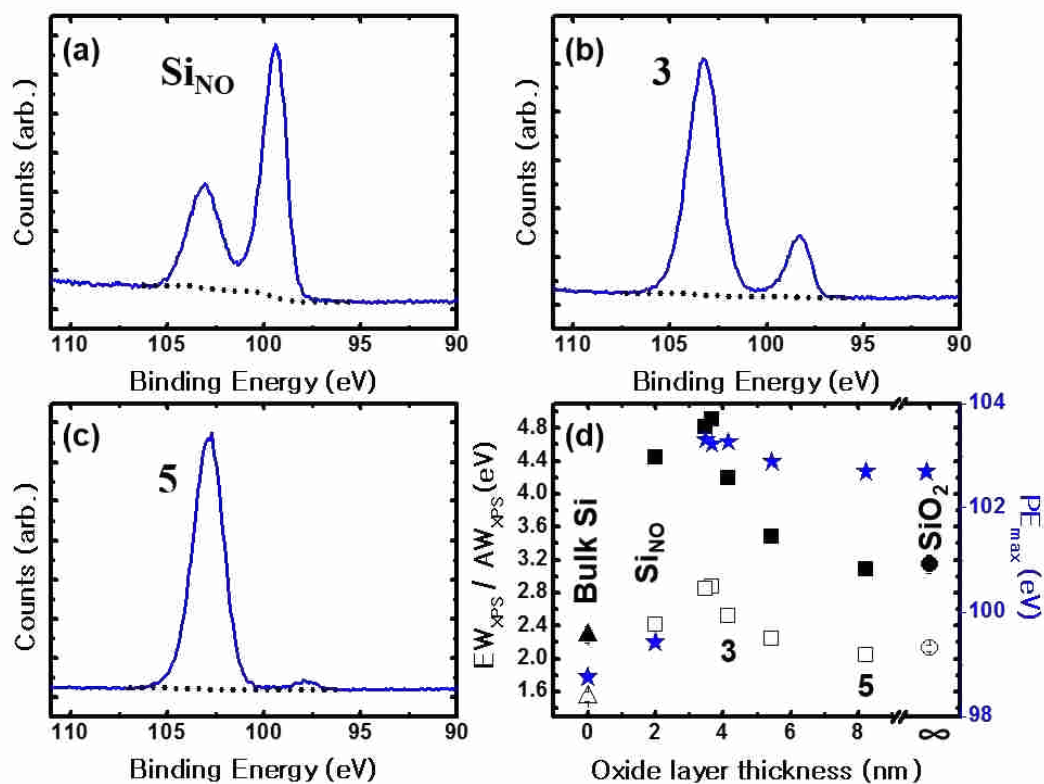 (a)
Si_NO
Counts (arb.)
110 105 100 95 90
Binding Energy (eV)
(b)
3
Counts (arb.)
110 105 100 95 90
Binding Energy (eV)
(c)
5
Counts (arb.)
110 105 100 95 90
Binding Energy (eV)
(d)
EW_XPS / AW_XPS (eV)
4.8
4.4
4.0
3.6
3.2
2.8
2.4
2.0
1.6
Bulk Si
Si_NO
3
5
SiO_2
104
102
100
98
PE_max (eV)
0 2 4 6 8 ∞
Oxide layer thickness (nm)